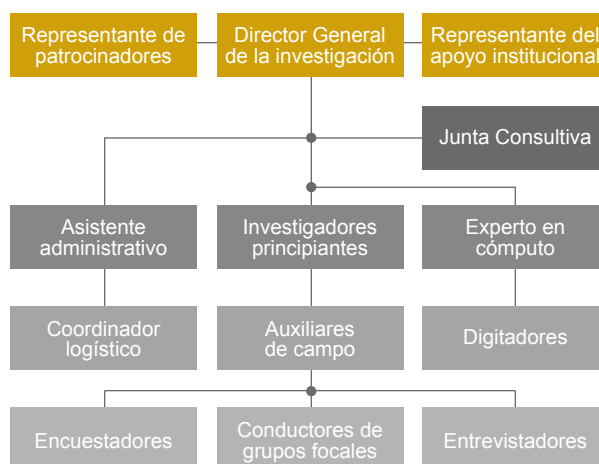 Representante de
patrocinadores
Director General
de la investigación
Representante del
apoyo institucional
Junta Consultiva
Asistente
administrativo
Investigadores
principiantes
Experto en
cómputo
Coordinador
logístico
Auxiliares
de campo
Digitadores
Encuestadores
Conductores de
grupos focales
Entrevistadores